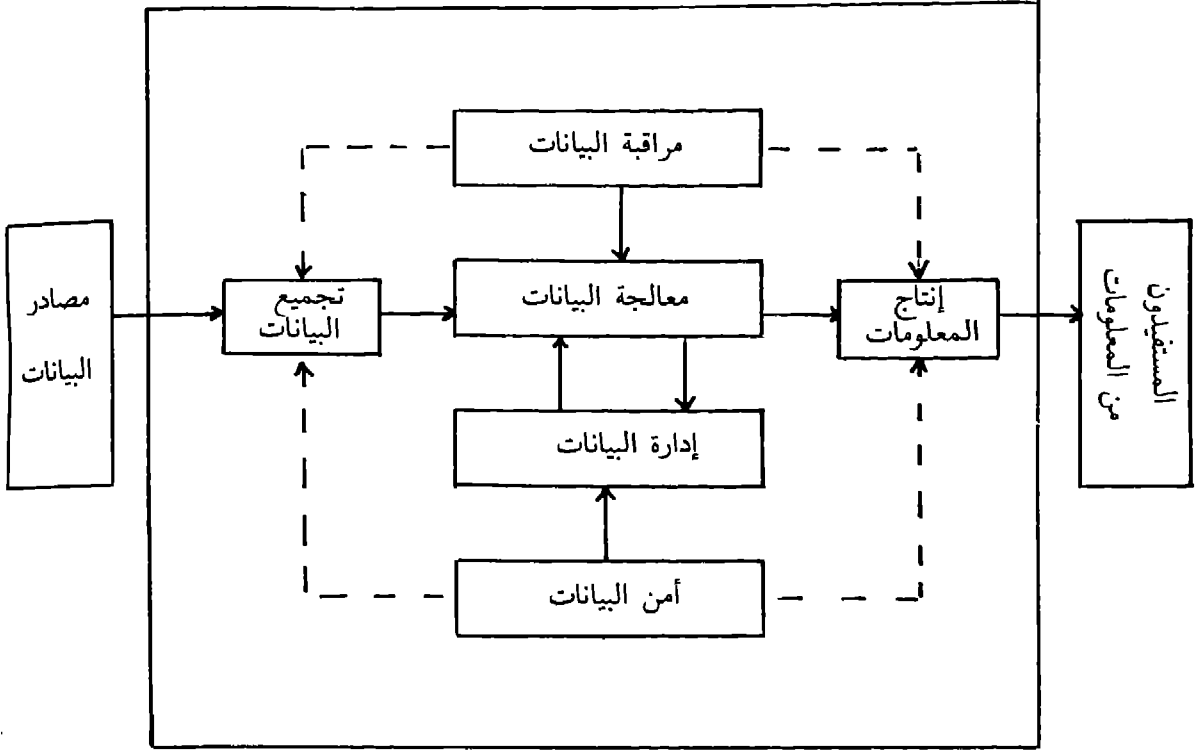 مراقبة البيانات
مصادر
البيانات
تجميع
البيانات
معالجة البيانات
إنتاج
المعلومات
المستفيدون
من المعلومات
إدارة البيانات
أمن البيانات